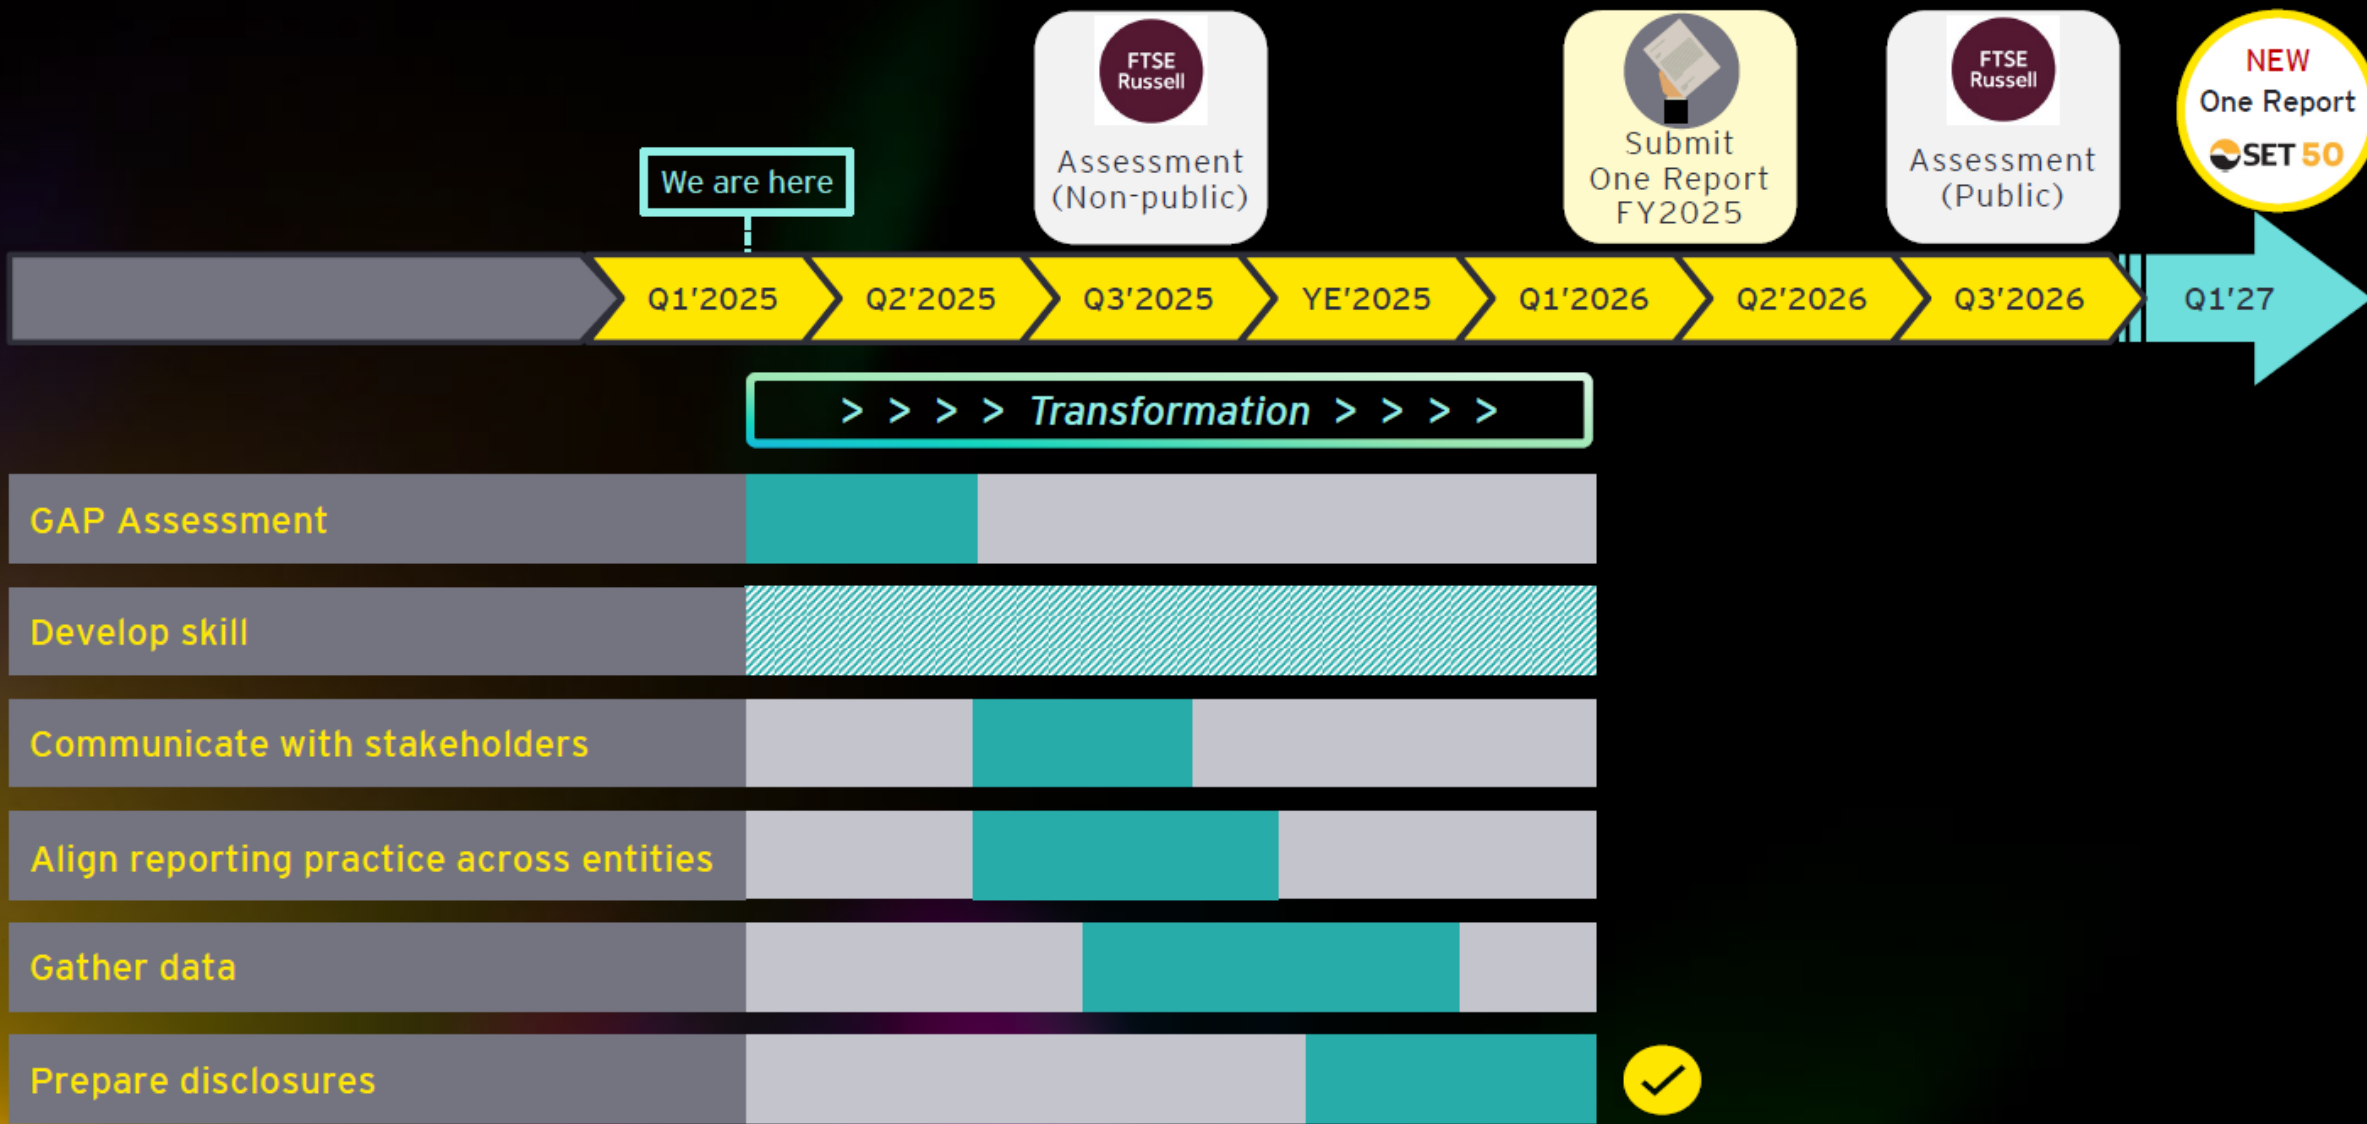 FTSE
Russell
Assessment
(Non-public)
Submit
One Report
FY2025
FTSE
Russell
Assessment
(Public)
NEW
One Report
SET 50
We are here
Q1'2025
Q2'2025
Q3'2025
YE'2025
Q1'2026
Q2'2026
Q3'2026
Q1'27
> > > > Transformation > > > >
GAP Assessment
Develop skill
Communicate with stakeholders
Align reporting practice across entities
Gather data
Prepare disclosures